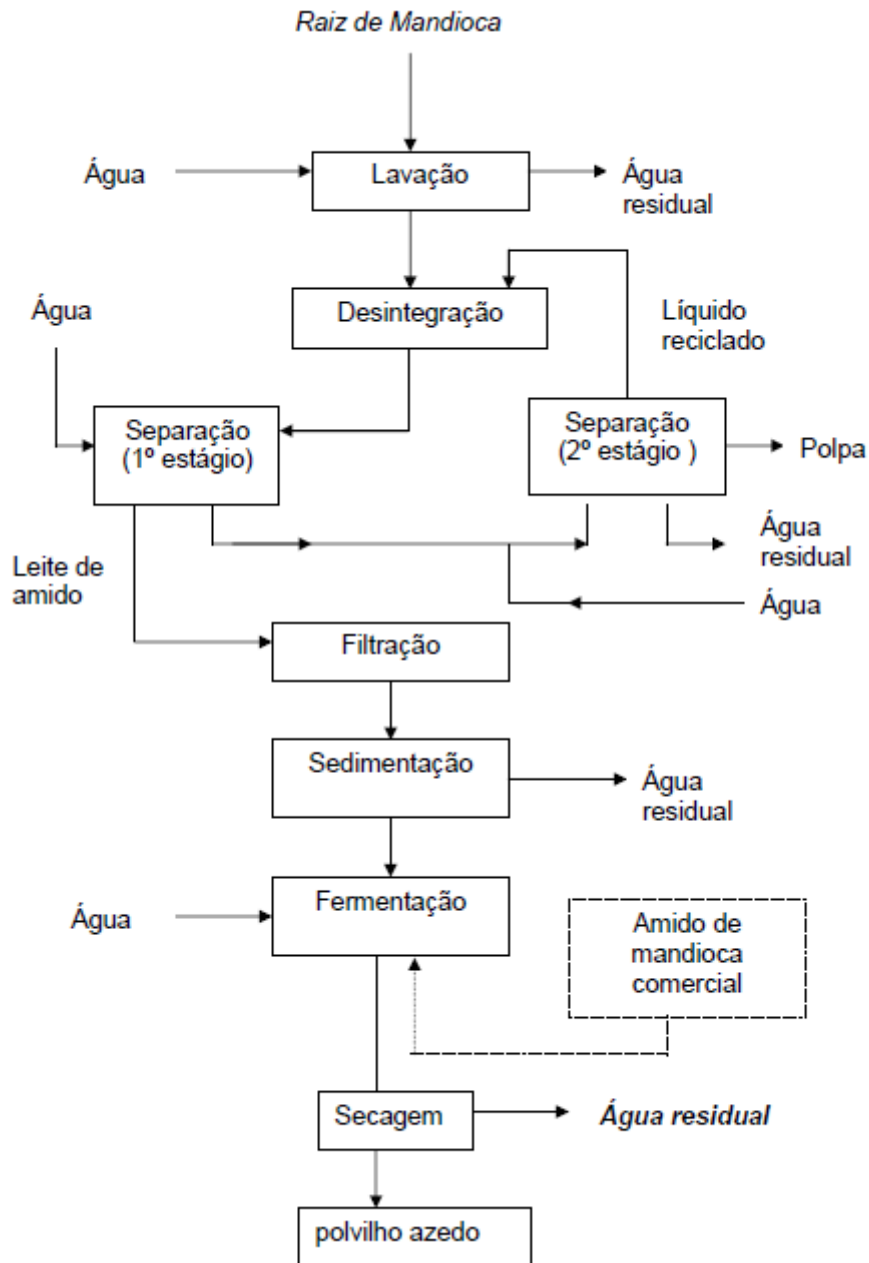 Raiz de Mandioca
Água
Lavação
Água
residual
Desintegração
Água
Líquido
reciclado
Separação
(1º estágio)
Separação
(2º estágio )
Polpa
Água
residual
Leite de
amido
Água
Filtração
Sedimentação
Água
residual
Fermentação
Água
Amido de
mandioca
comercial
Secagem
Água residual
polvilho azedo